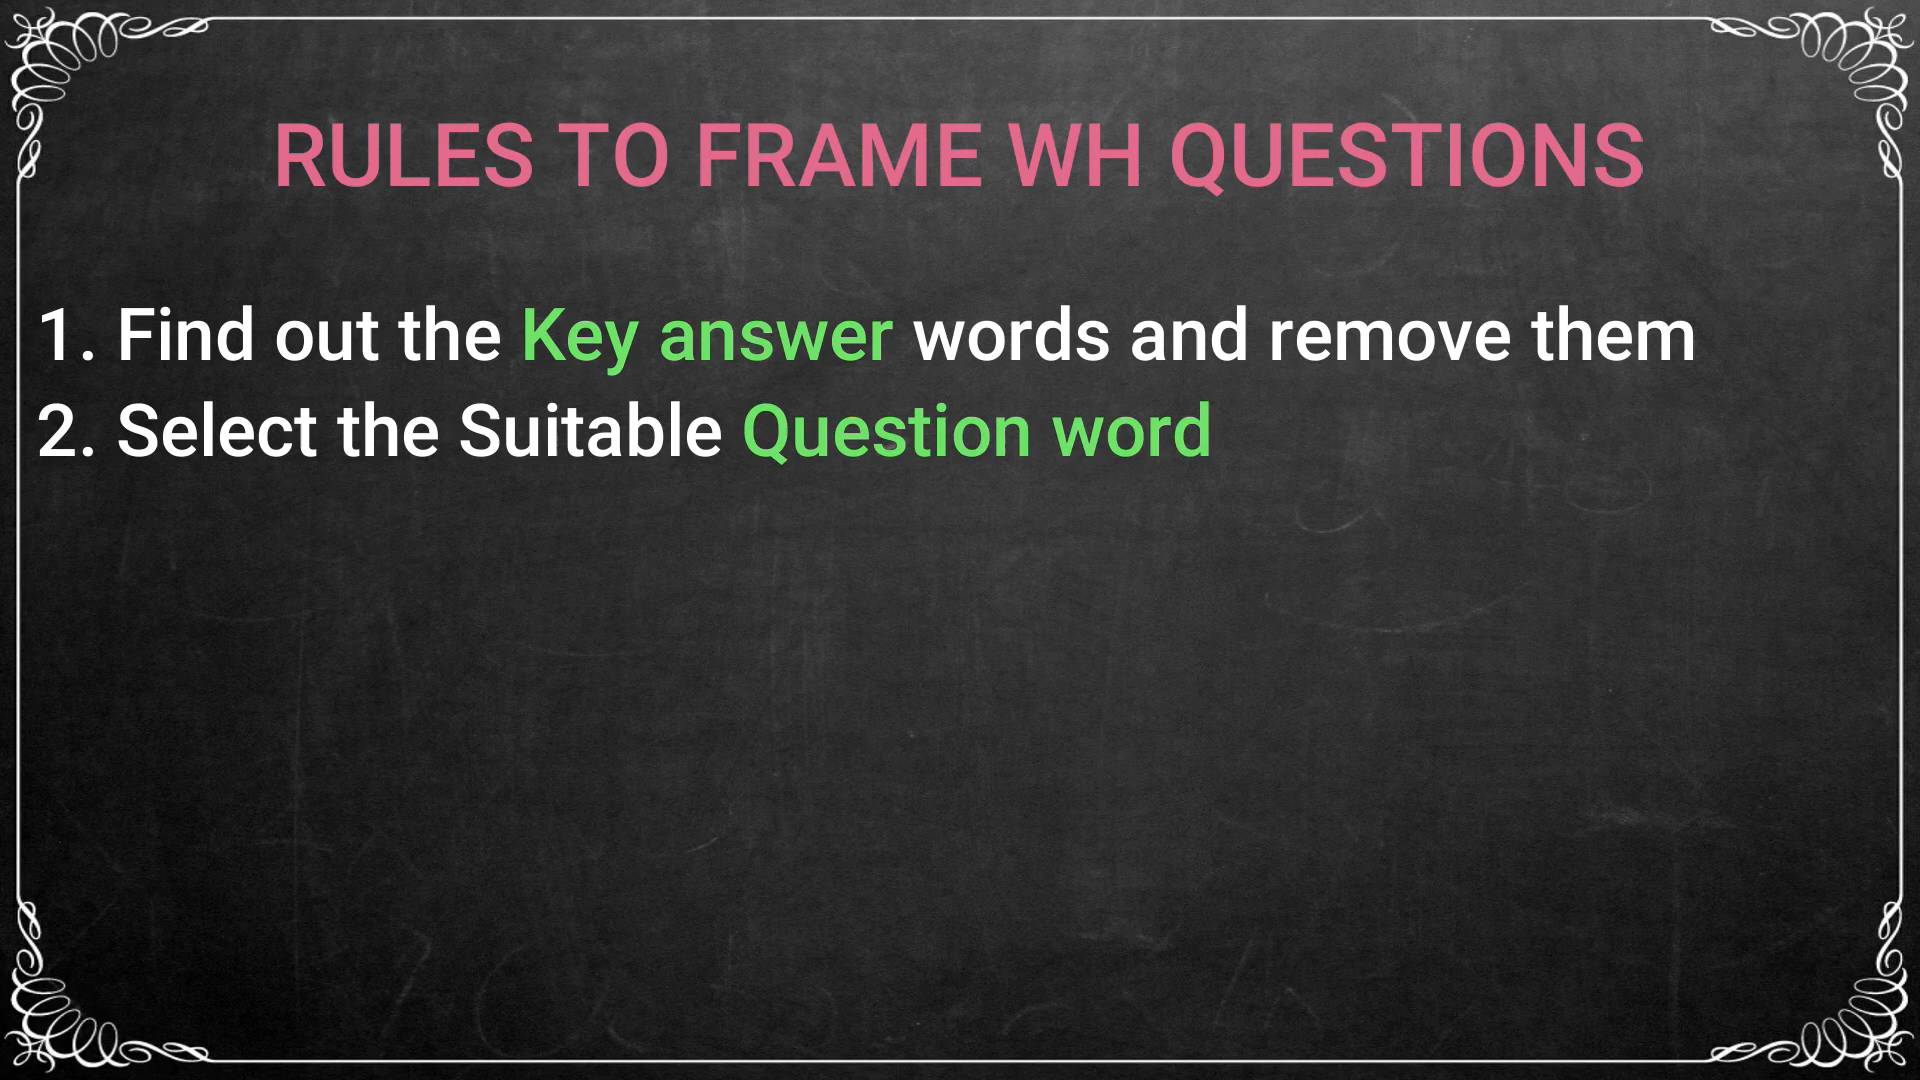 RULES TO FRAME WH QUESTIONS
1. Find out the Key answer words and remove them
2. Select the Suitable Question word